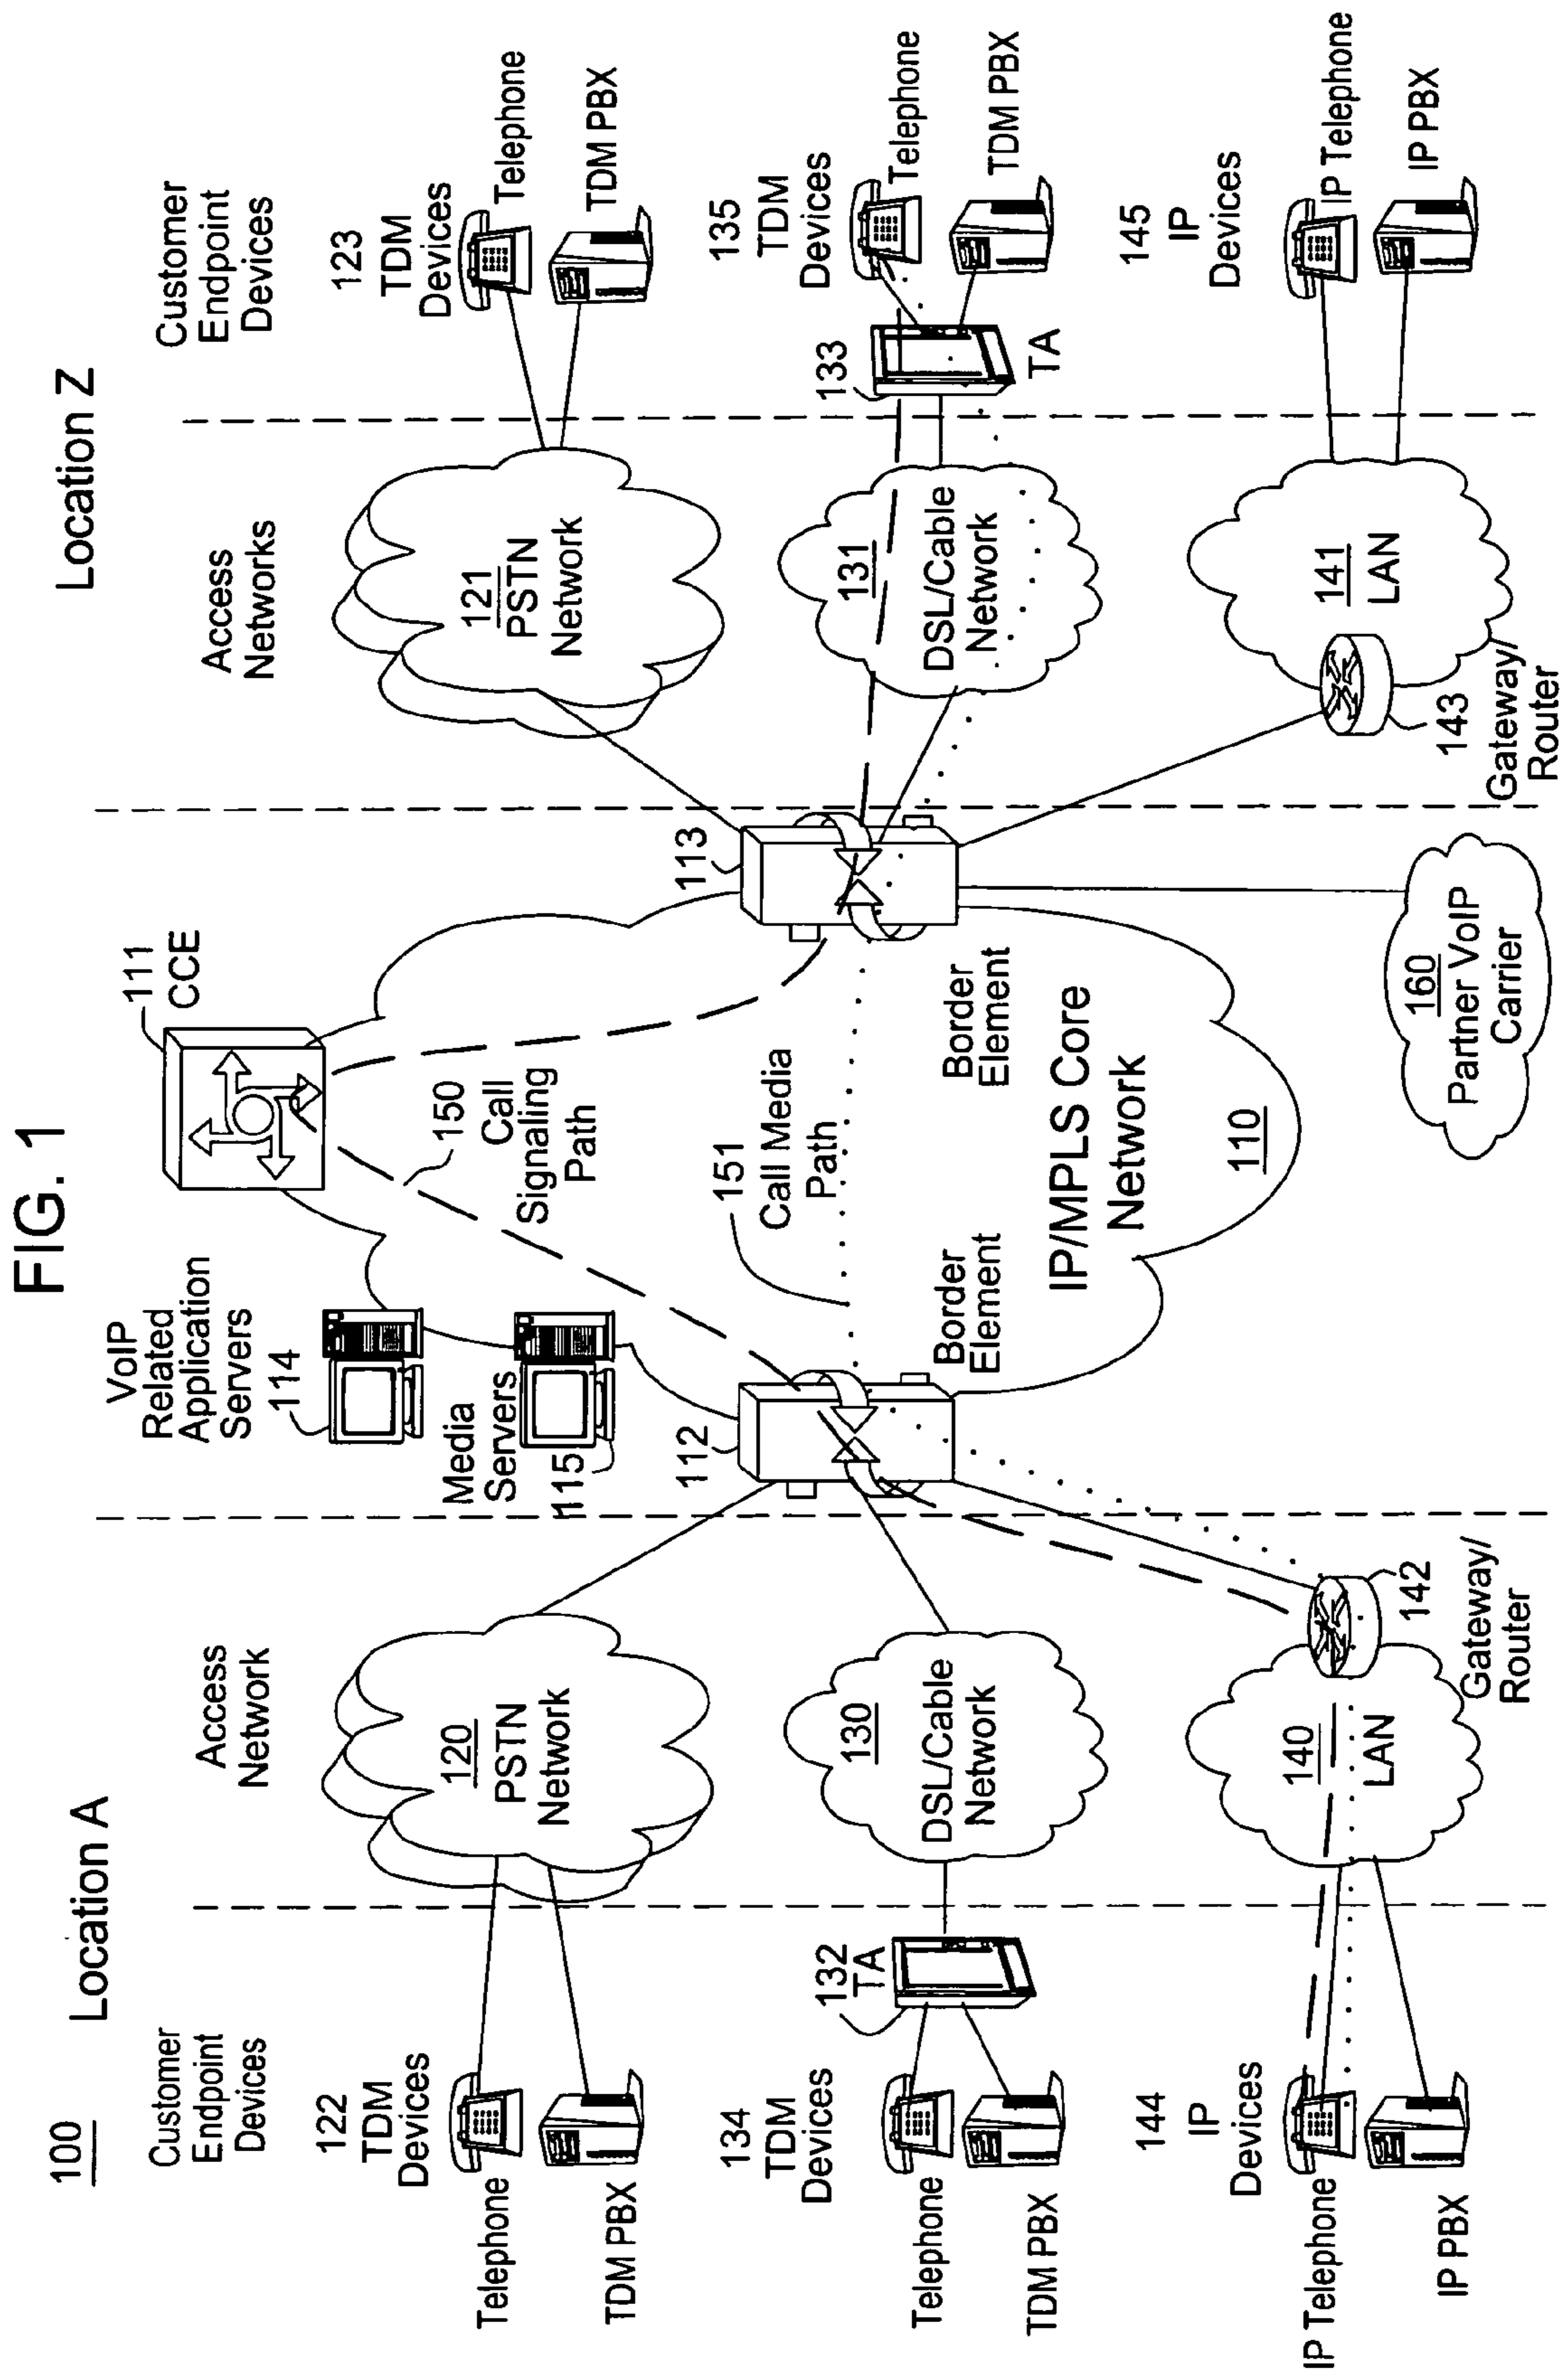 FIG. 1
100
Location A
Location Z
Customer
Endpoint
Devices
Access
Network
VoIP
Related
Application
Servers
114
111
CCE
Access
Networks
Customer
Endpoint
Devices
122
TDM
Devices
Telephone
TDM PBX
120
PSTN
Network
Media
Servers
115
150
Call
Signaling
Path
121
PSTN
Network
123
TDM
Devices
Telephone
TDM PBX
134
TDM
Devices
Telephone
TDM PBX
132
TA
130
DSL/Cable
Network
112
Border
Element
151
Call Media
Path
113
Border
Element
131
DSL/Cable
Network
133
TA
135
TDM
Devices
Telephone
TDM PBX
IP/MPLS Core
Network
110
144
IP
Devices
IP Telephone
IP PBX
140
LAN
142
Gateway/
Router
160
Partner VoIP
Carrier
143
Gateway/
Router
141
LAN
145
IP
Devices
IP Telephone
IP PBX